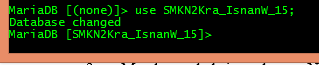 MariaDB [(none)]> use SMKN2Kra_IsnanW_15;
Database changed
MariaDB [SMKN2Kra_IsnanW_15]>